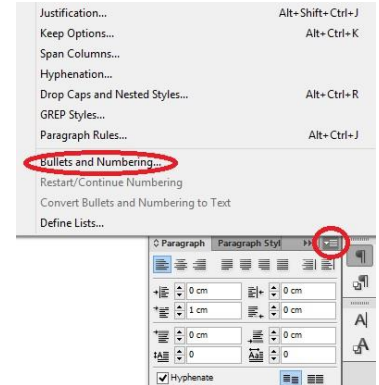 Justification... Alt+Shift+Ctrl+J
Keep Options... Alt+Ctrl+K
Span Columns...
Hyphenation...
Drop Caps and Nested Styles... Alt+Ctrl+R
GREP Styles...
Paragraph Rules... Alt+Ctrl+J
Bullets and Numbering...
Restart/Continue Numbering
Convert Bullets and Numbering to Text
Define Lists...
Paragraph Paragraph Styl
0 cm 0 cm
1 cm 0 cm
0 cm 0 cm
0 0
Hyphenate